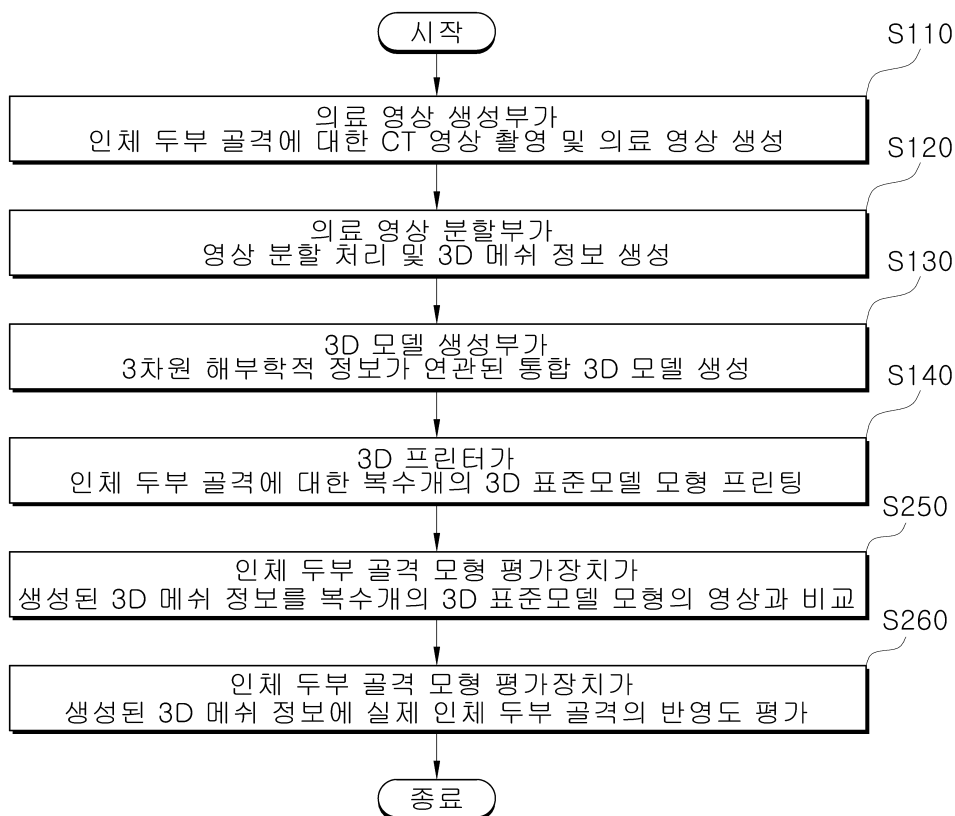 시작
S110
의료 영상 생성부가
인체 두부 골격에 대한 CT 영상 촬영 및 의료 영상 생성
S120
의료 영상 분할부가
영상 분할 처리 및 3D 메쉬 정보 생성
S130
3D 모델 생성부가
3차원 해부학적 정보가 연관된 통합 3D 모델 생성
S140
3D 프린터가
인체 두부 골격에 대한 복수개의 3D 표준모델 모형 프린팅
S250
인체 두부 골격 모형 평가장치가
생성된 3D 메쉬 정보를 복수개의 3D 표준모델 모형의 영상과 비교
S260
인체 두부 골격 모형 평가장치가
생성된 3D 메쉬 정보에 실제 인체 두부 골격의 반영도 평가
종료